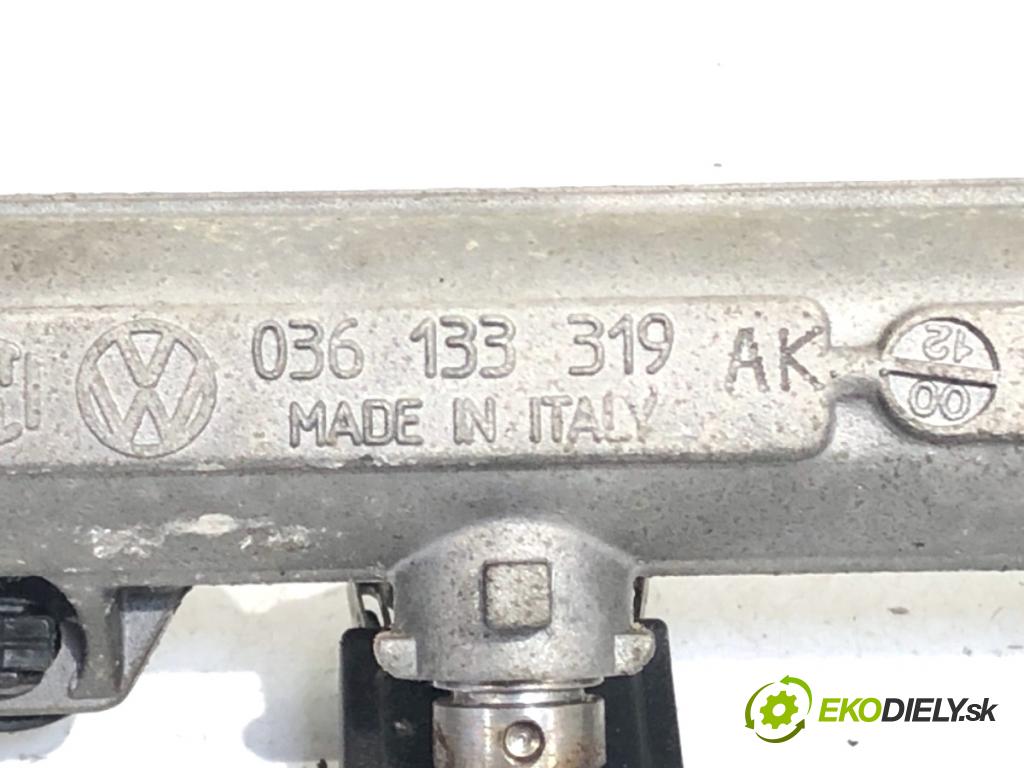 036 133 319 AK
MADE IN ITALY
12
00
EKODIELY.sk